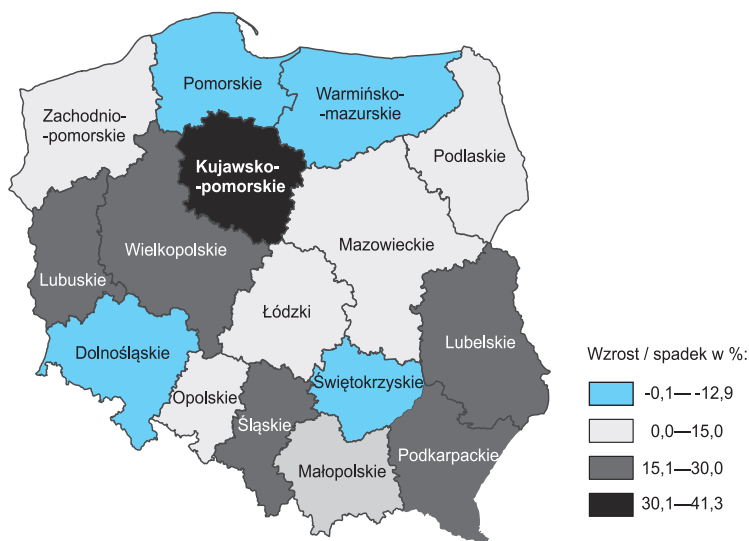 Pomorskie
Warmińsko-
-mazurskie
Zachodnio-
-pomorskie
Podlaskie
Kujawsko-
-pomorskie
Mazowieckie
Wielkopolskie
Lubuskie
Łódzki
Lubelskie
Dolnośląskie
Świętokrzyskie
Opolskie
Śląskie
Podkarpackie
Małopolskie
Wzrost / spadek w %:
-0,1— -12,9
0,0—15,0
15,1—30,0
30,1—41,3